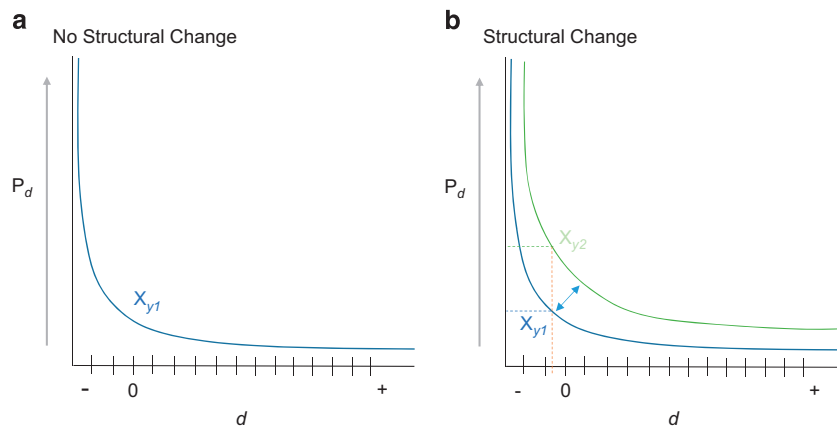 a
No Structural Change
P_d
X_y1
- 0 +
d
b
Structural Change
P_d
X_y2
X_y1
- 0 +
d